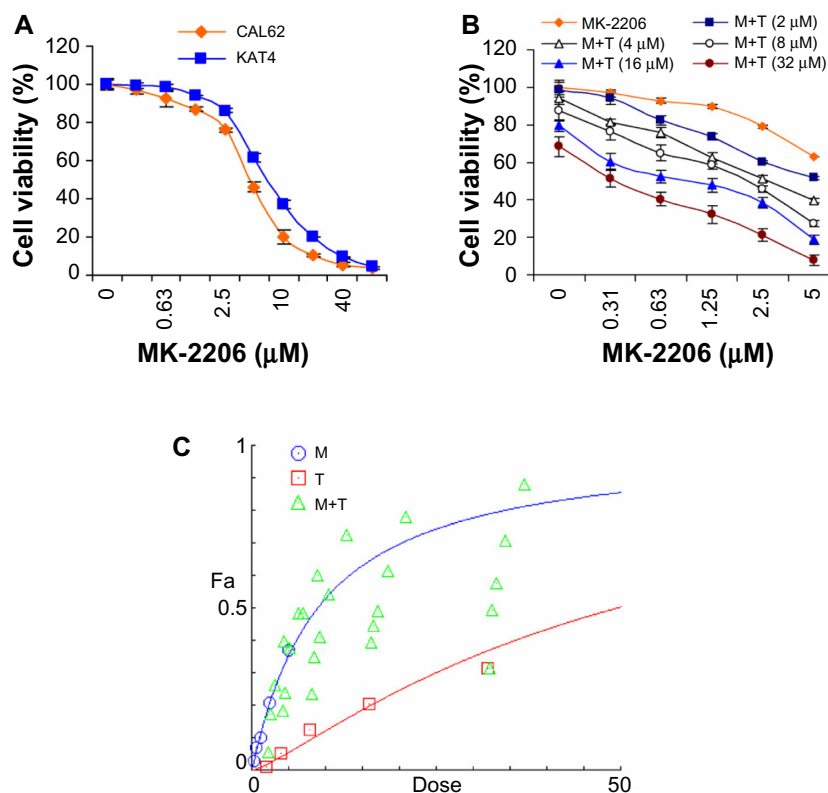 A
CAL62
KAT4
Cell viability (%)
120
100
80
60
40
20
0
0
0.63
2.5
10
40
MK-2206 (μM)
B
MK-2206
M+T (2 μM)
M+T (4 μM)
M+T (8 μM)
M+T (16 μM)
M+T (32 μM)
Cell viability (%)
120
100
80
60
40
20
0
0
0.31
0.63
1.25
2.5
5
MK-2206 (μM)
C
M
T
M+T
1
Fa
0.5
0
0
Dose
50